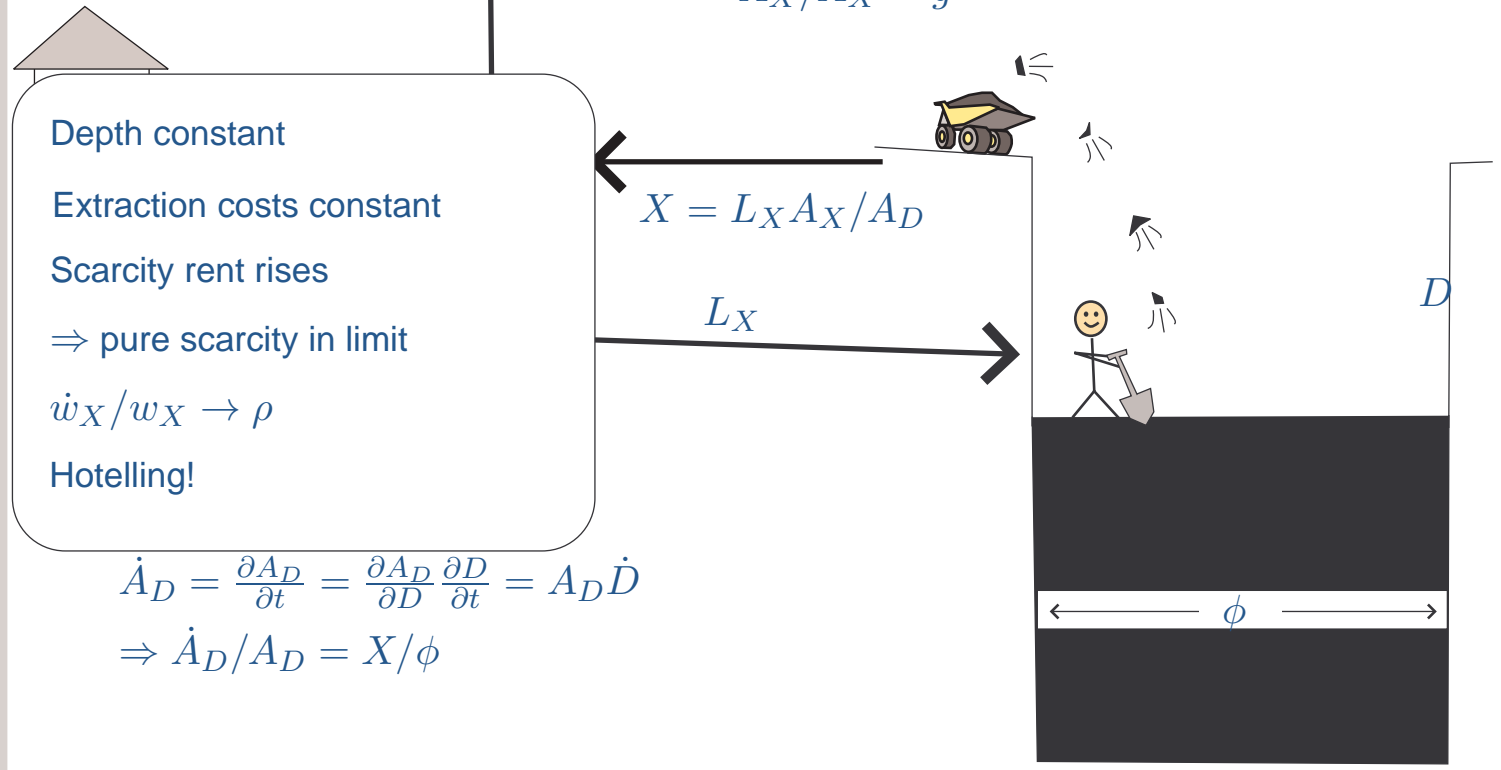 Depth constant
Extraction costs constant
Scarcity rent rises
⇒ pure scarcity in limit
ẇ_X/w_X → ρ
Hotelling!
X = L_X A_X/A_D
L_X
D
ϕ
Ȧ_D = ∂A_D/∂t = ∂A_D/∂D ∂D/∂t = A_D Ḋ
⇒ Ȧ_D/A_D = X/ϕ